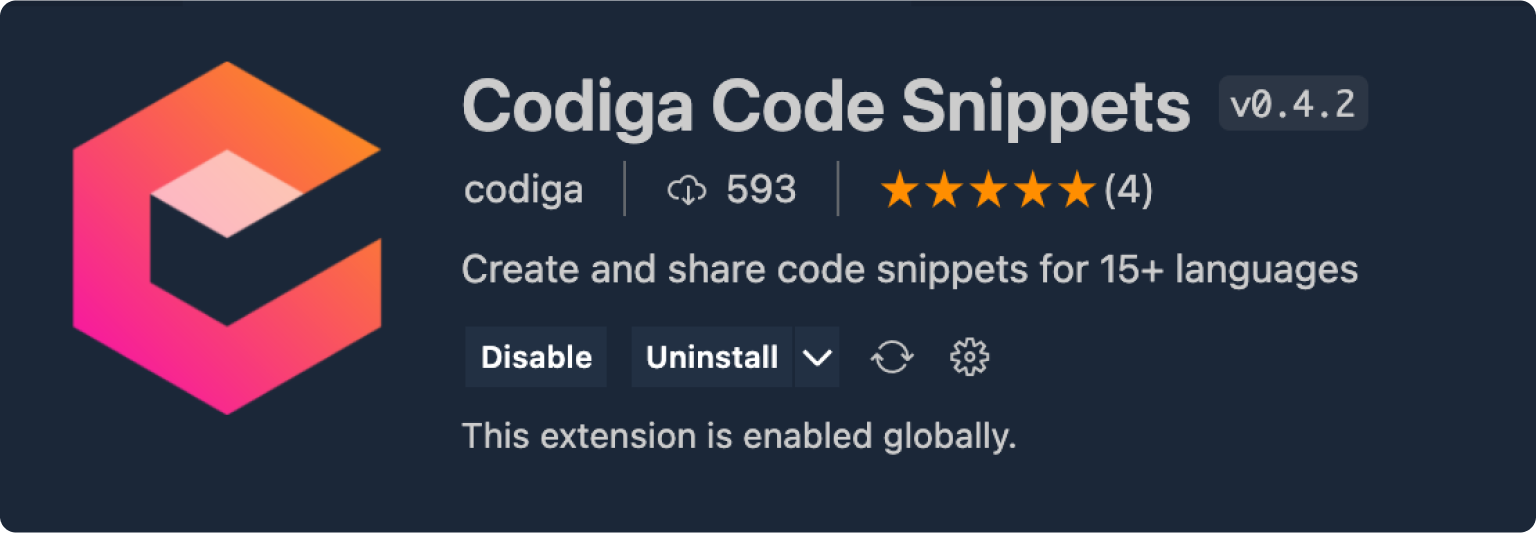 Codiga Code Snippets v0.4.2
codiga 593 ★★★★★(4)
Create and share code snippets for 15+ languages
Disable Uninstall
This extension is enabled globally.